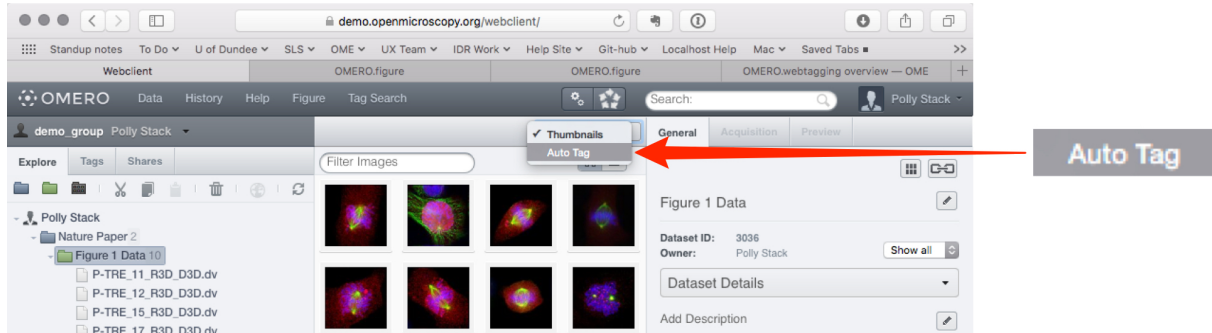 demo.openmicroscopy.org/webclient/
Standup notes To Do U of Dundee SLS OME UX Team IDR Work Help Site Git-hub Localhost Help Mac Saved Tabs >>
Webclient OMERO.figure OMERO.figure OMERO.webtagging overview — OME +
OMERO Data History Help Figure Tag Search Search: Polly Stack
demo_group Polly Stack ✓ Thumbnails General Acquisition Preview
Auto Tag
Auto Tag
Explore Tags Shares Filter Images
Polly Stack
Nature Paper 2
Figure 1 Data 10
P-TRE_11_R3D_D3D.dv
P-TRE_12_R3D_D3D.dv
P-TRE_15_R3D_D3D.dv
P-TRE_17_R3D_D3D.dv
Figure 1 Data
Dataset ID: 3036
Owner: Polly Stack Show all
Dataset Details
Add Description